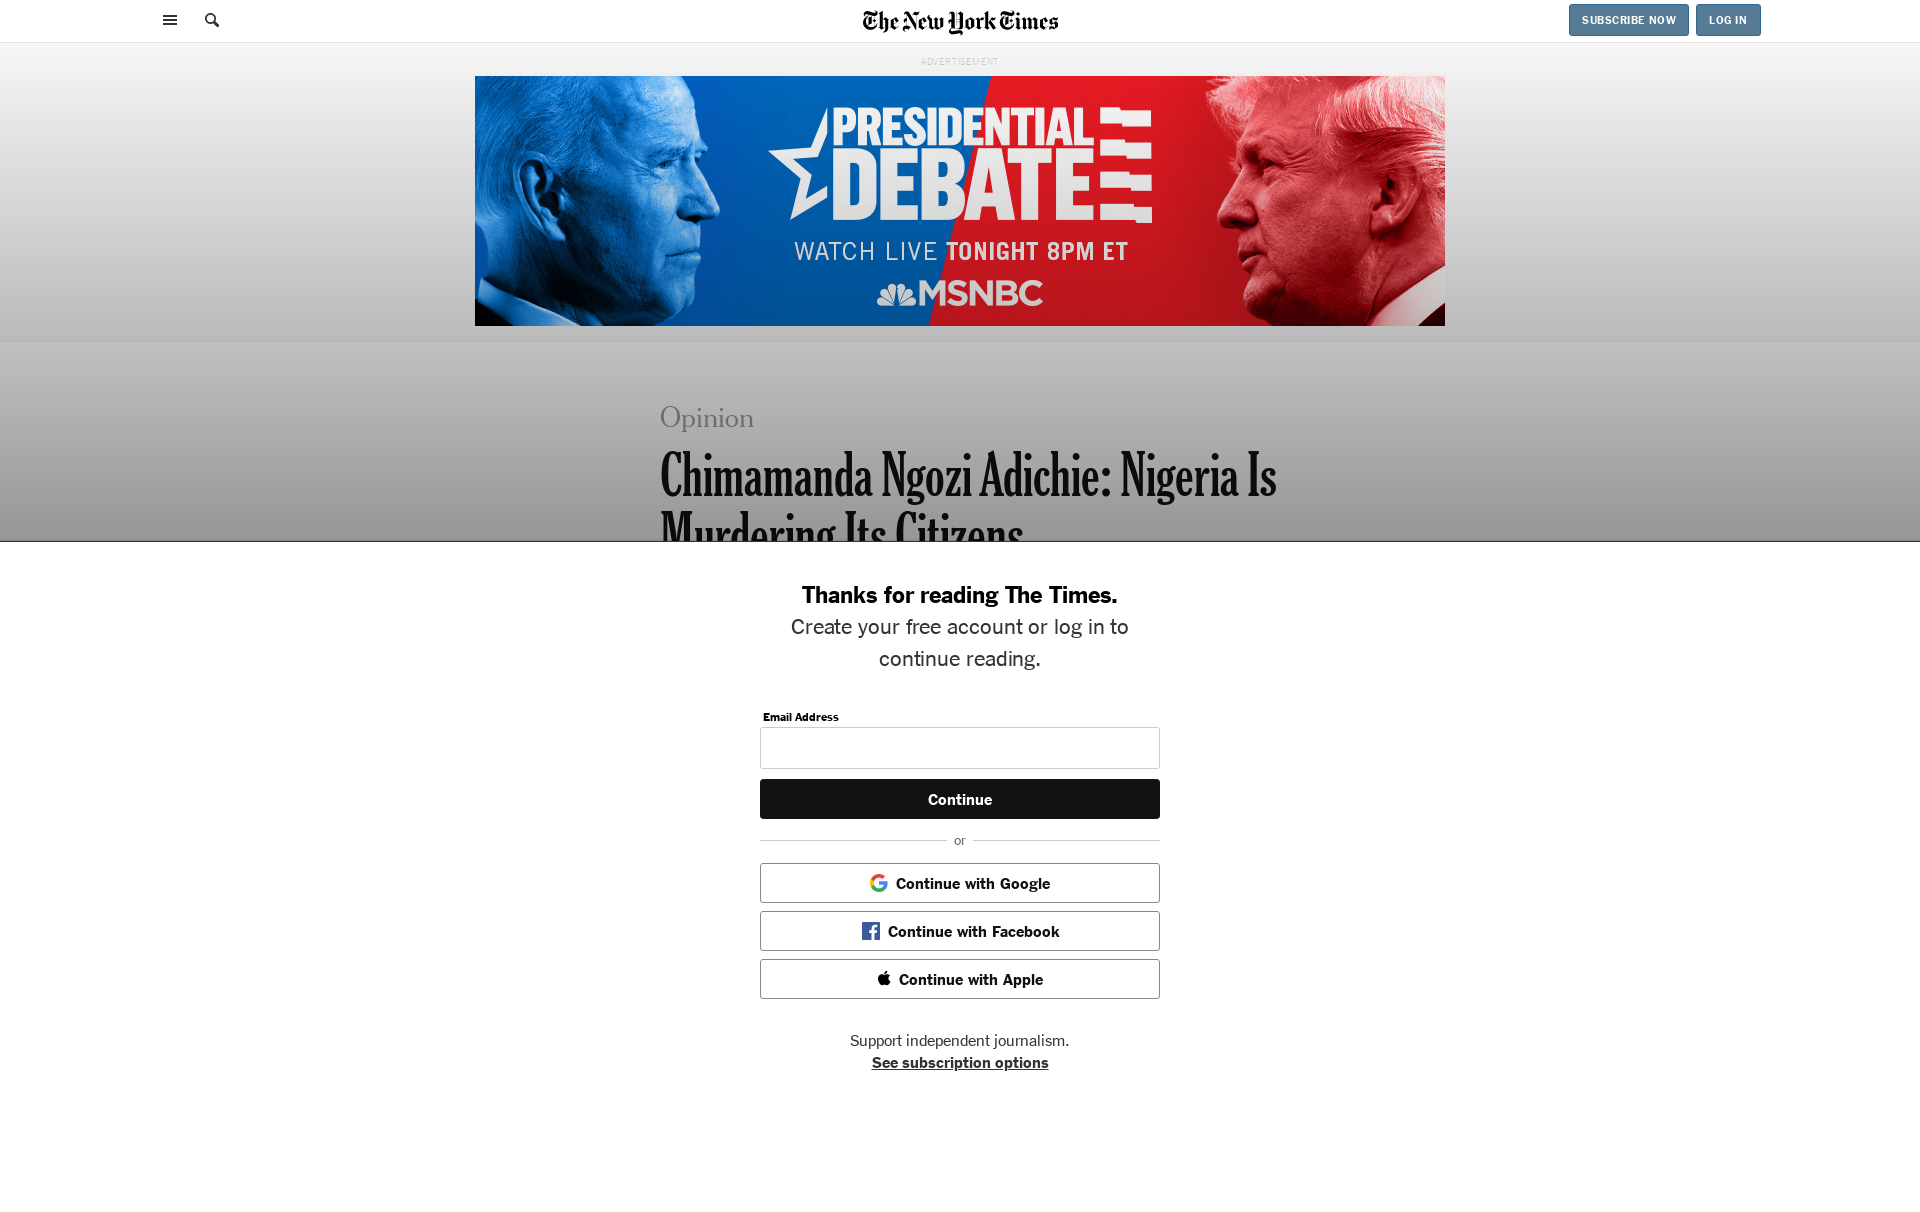 The New York Times
SUBSCRIBE NOW
LOG IN
ADVERTISEMENT
PRESIDENTIAL
DEBATE
WATCH LIVE TONIGHT 8PM ET
MSNBC
Opinion
Chimamanda Ngozi Adichie: Nigeria Is
Murdering Its Citizens
Thanks for reading The Times.
Create your free account or log in to
continue reading.
Email Address
Continue
or
Continue with Google
Continue with Facebook
Continue with Apple
Support independent journalism.
See subscription options